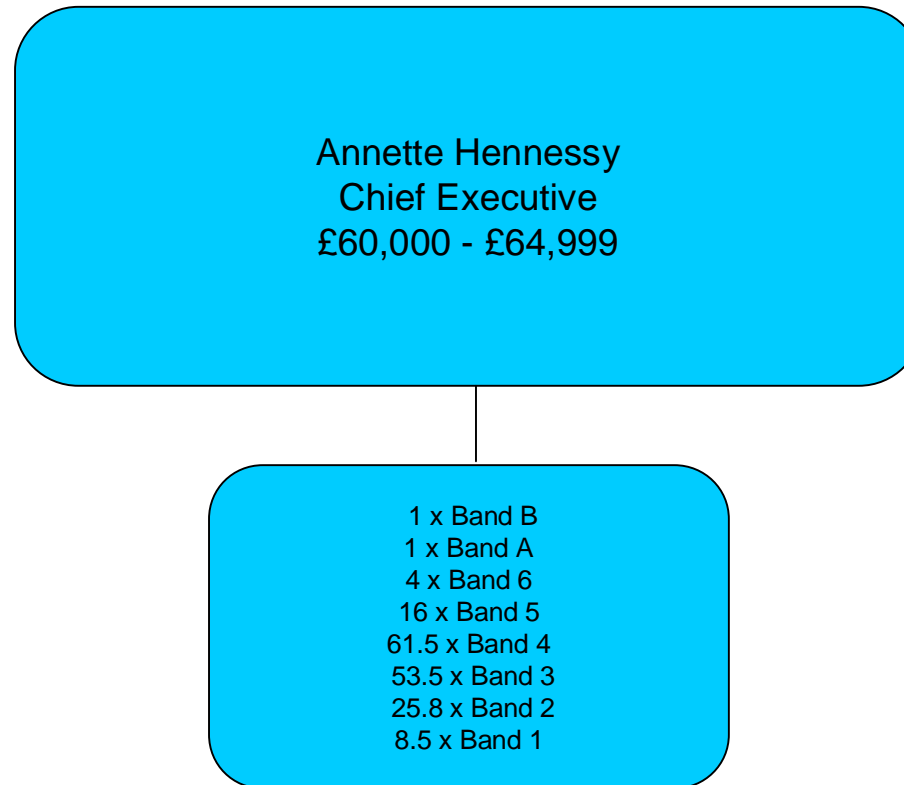 Annette Hennessy
Chief Executive
£60,000 - £64,999
1 x Band B
1 x Band A
4 x Band 6
16 x Band 5
61.5 x Band 4
53.5 x Band 3
25.8 x Band 2
8.5 x Band 1